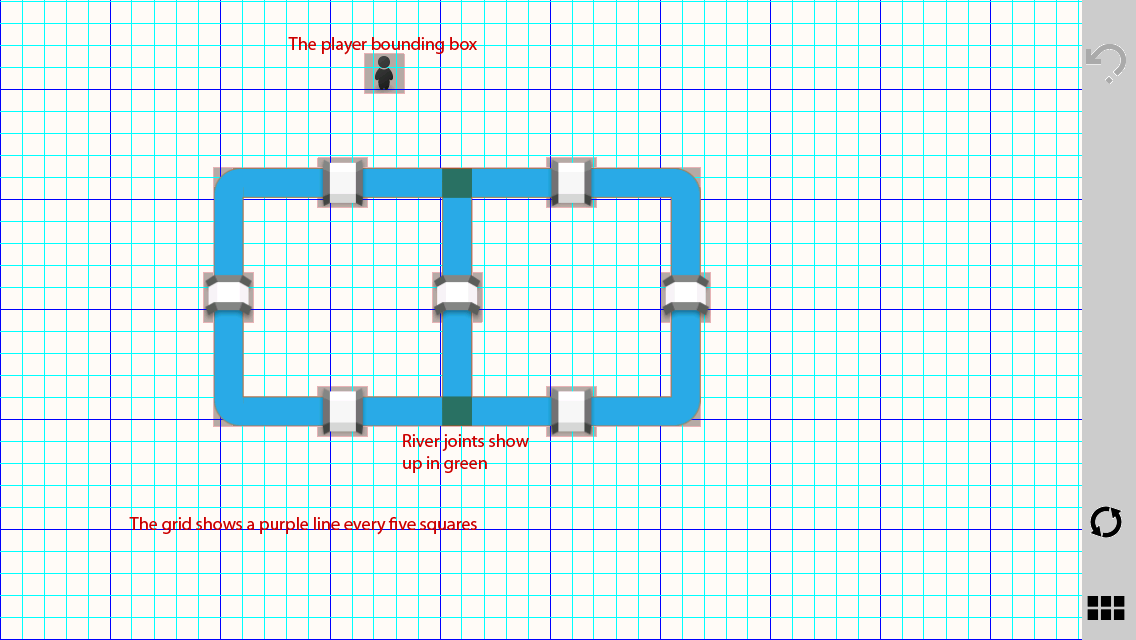 The player bounding box
River joints show
up in green
The grid shows a purple line every five squares